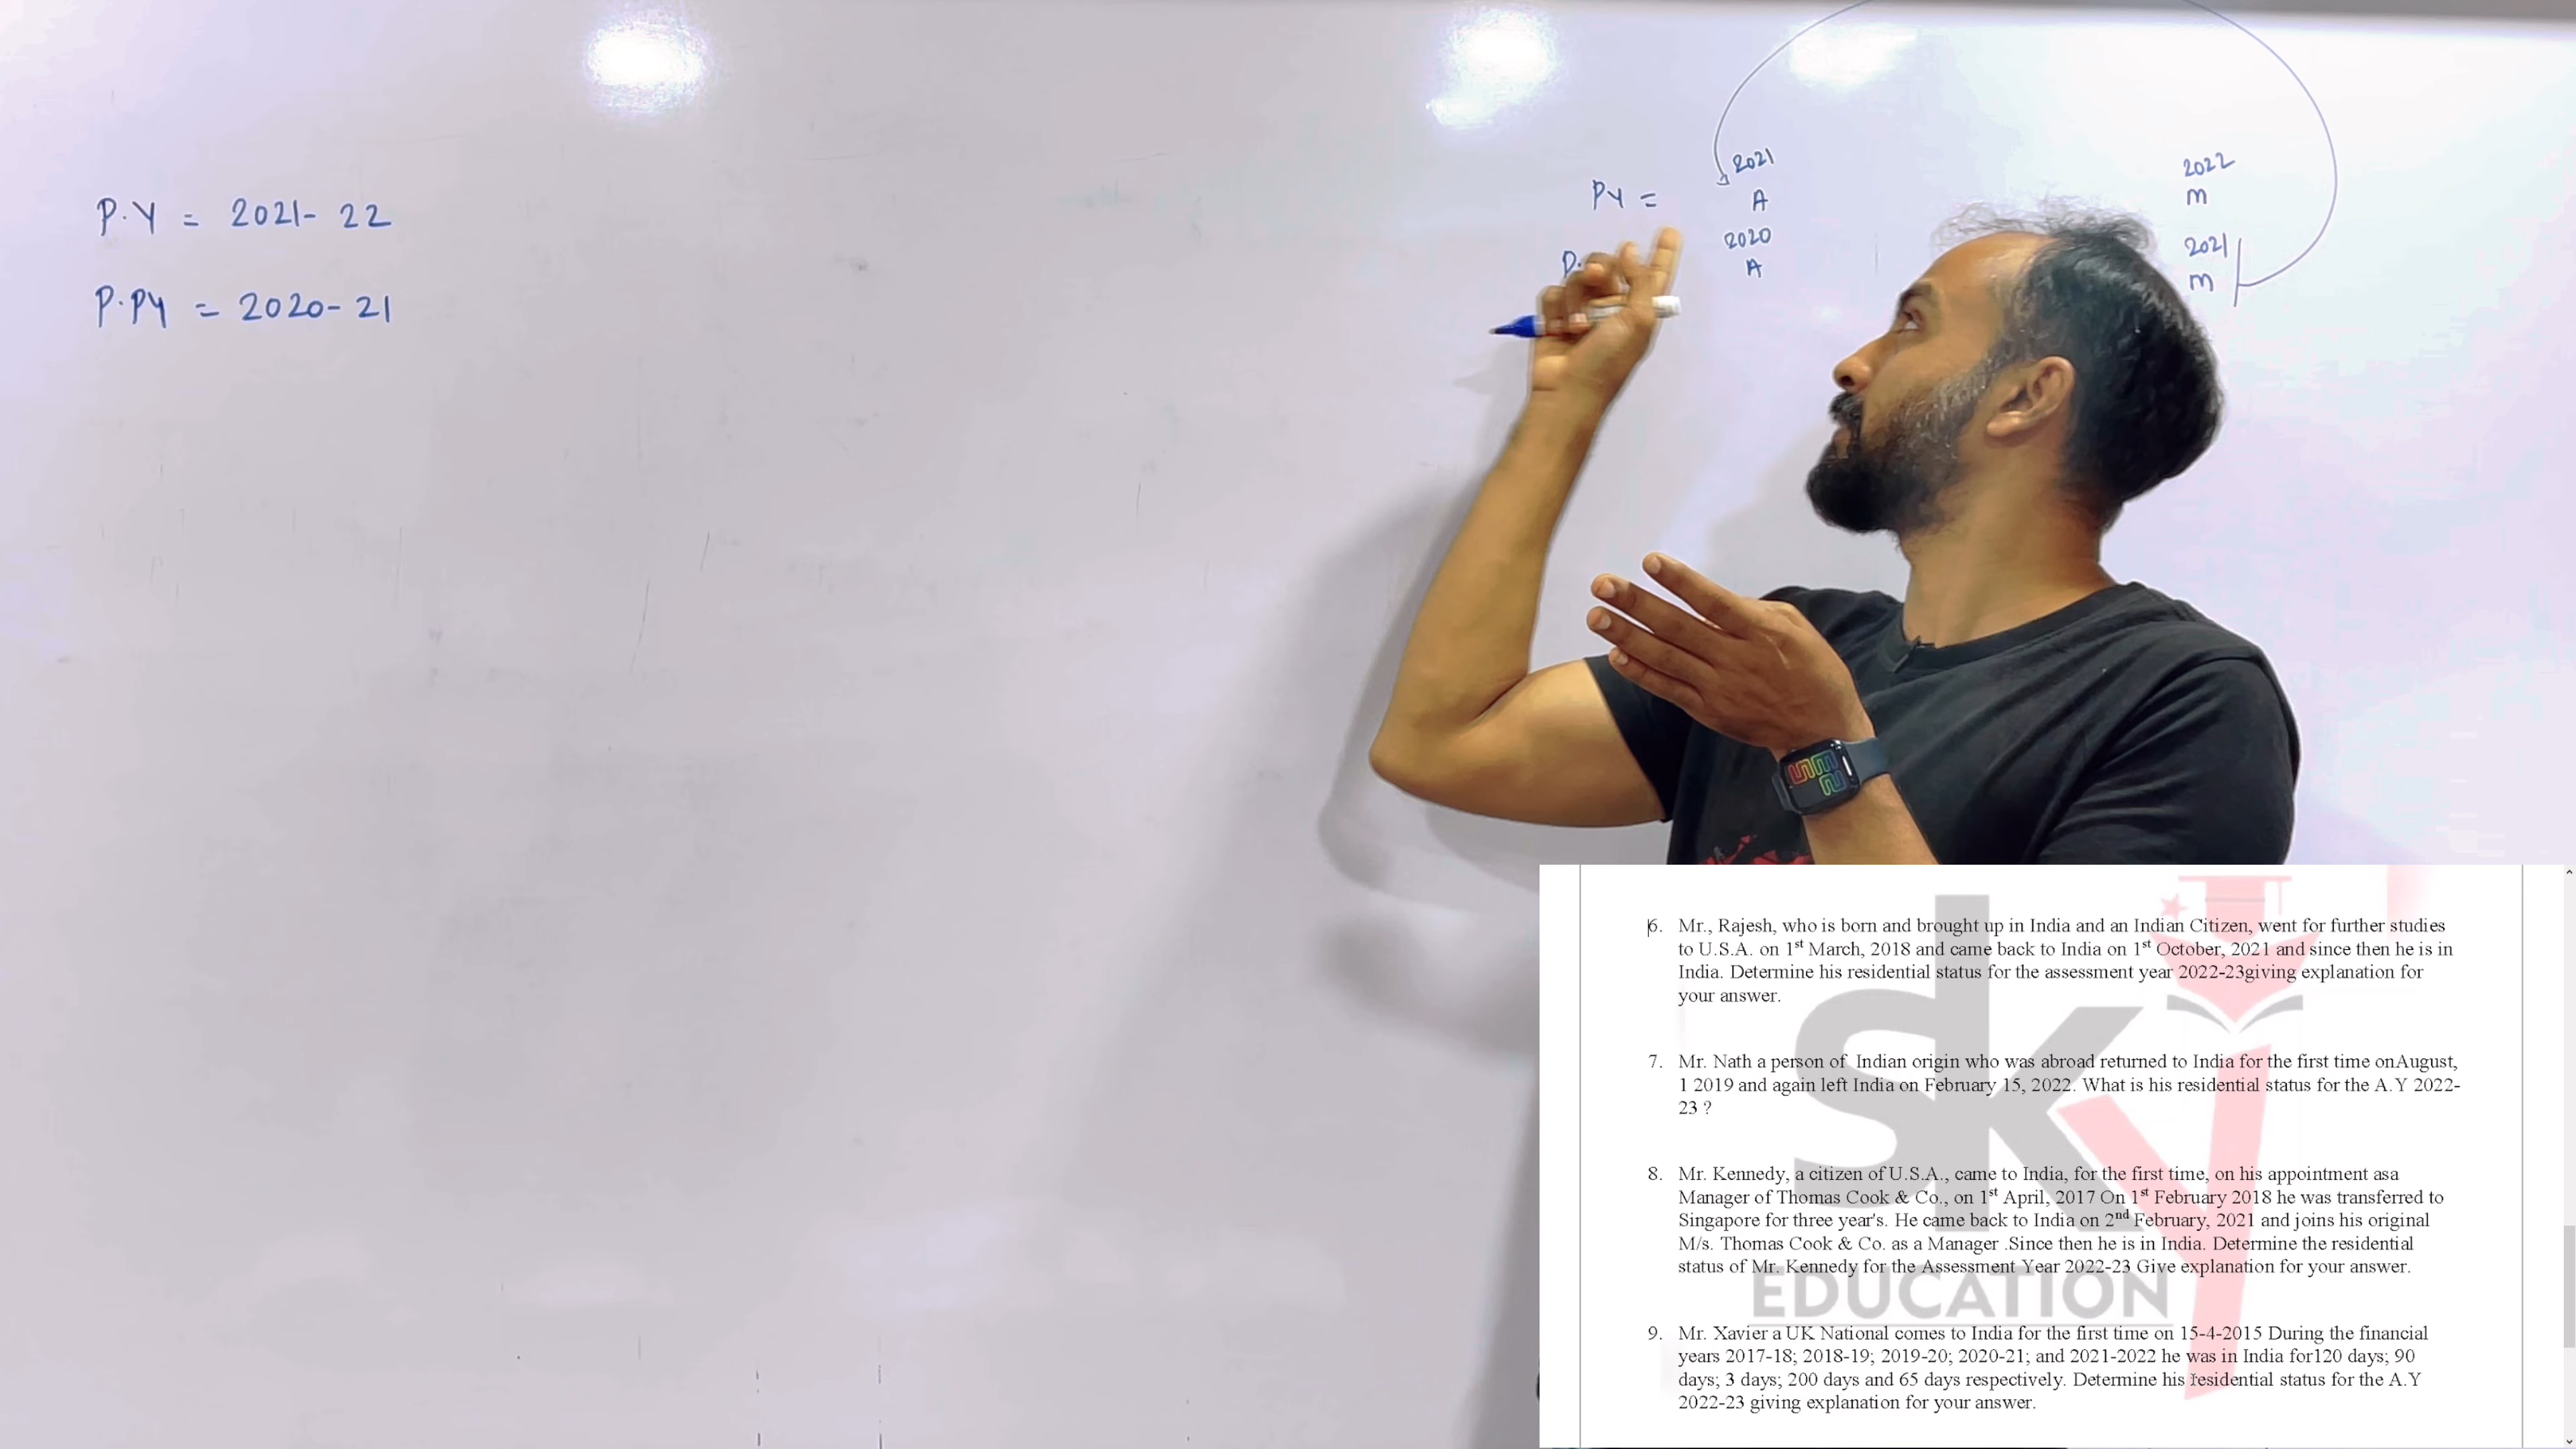 P.Y = 2021- 22
P.PY = 2020- 21
PY =
2021
A
2020
A
2022
m
2021
m
6. Mr., Rajesh, who is born and brought up in India and an Indian Citizen, went for further studies
to U.S.A. on 1st March, 2018 and came back to India on 1st October, 2021 and since then he is in
India. Determine his residential status for the assessment year 2022-23giving explanation for
your answer.
7. Mr. Nath a person of Indian origin who was abroad returned to India for the first time onAugust,
1 2019 and again left India on February 15, 2022. What is his residential status for the A.Y 2022-
23 ?
8. Mr. Kennedy, a citizen of U.S.A., came to India, for the first time, on his appointment asa
Manager of Thomas Cook & Co., on 1st April, 2017 On 1st February 2018 he was transferred to
Singapore for three year's. He came back to India on 2nd February, 2021 and joins his original
M/s. Thomas Cook & Co. as a Manager .Since then he is in India. Determine the residential
status of Mr. Kennedy for the Assessment Year 2022-23 Give explanation for your answer.
9. Mr. Xavier a UK National comes to India for the first time on 15-4-2015 During the financial
years 2017-18; 2018-19; 2019-20; 2020-21; and 2021-2022 he was in India for120 days; 90
days; 3 days; 200 days and 65 days respectively. Determine his residential status for the A.Y
2022-23 giving explanation for your answer.
skY
EDUCATION